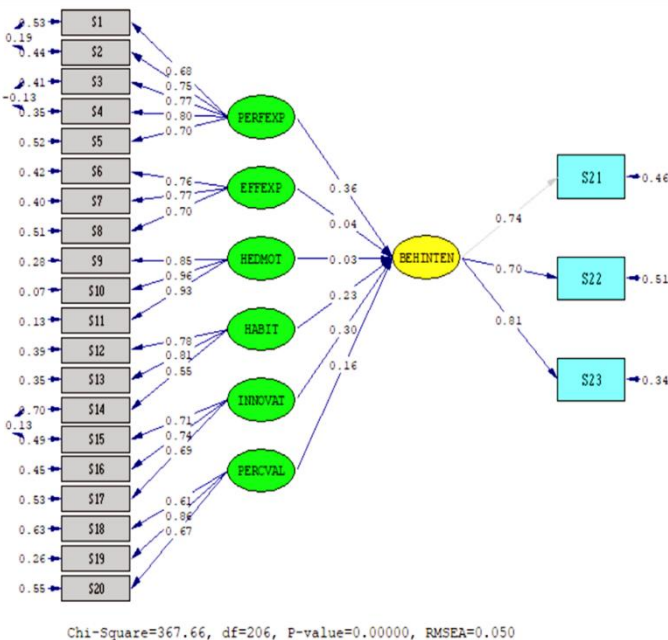 0.53 S1
0.19
0.44 S2
0.41 S3
-0.13
0.35 S4
0.52 S5
0.42 S6
0.40 S7
0.51 S8
0.28 S9
0.07 S10
0.13 S11
0.39 S12
0.35 S13
0.70 S14
0.13
0.49 S15
0.45 S16
0.53 S17
0.63 S18
0.26 S19
0.55 S20
0.68
0.75
0.77
0.80
0.70
0.76
0.77
0.70
0.85
0.96
0.93
0.78
0.81
0.55
0.71
0.74
0.69
0.61
0.86
0.67
PERFEXP
EFFEXP
HEDMOT
HABIT
INNOVAT
PERCVAL
0.36
0.04
0.03
0.23
0.30
0.16
BEHINTEN
0.74
0.70
0.81
S21 0.46
S22 0.51
S23 0.34
Chi-Square=367.66, df=206, P-value=0.00000, RMSEA=0.050